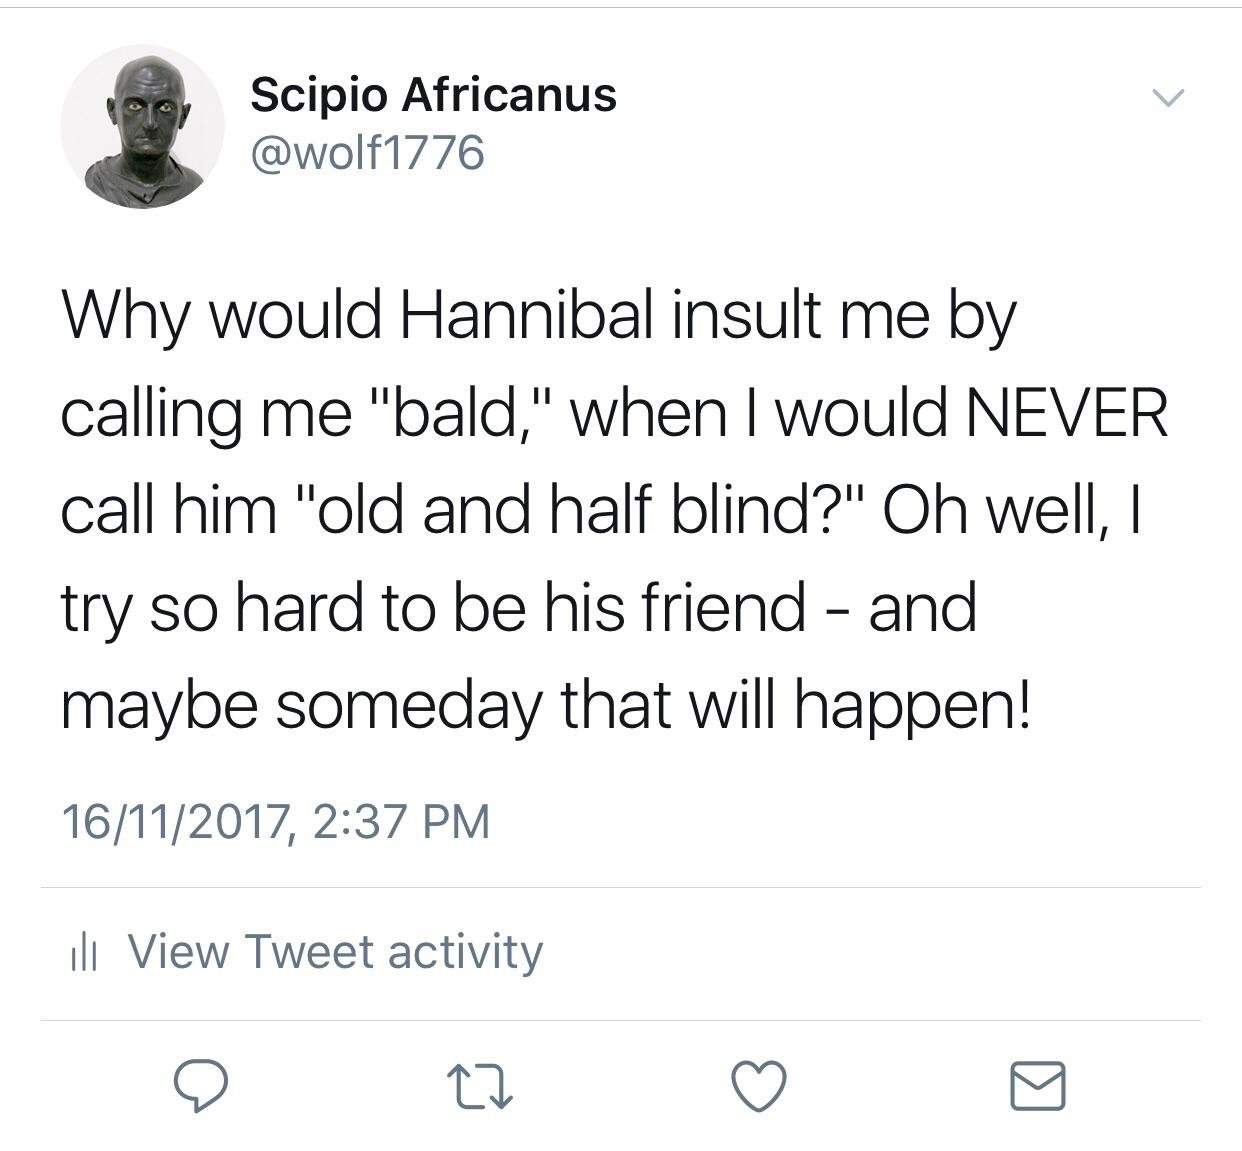 Scipio Africanus
@wolf1776
Why would Hannibal insult me by
calling me "bald," when I would NEVER
call him "old and half blind?" Oh well, I
try so hard to be his friend - and
maybe someday that will happen!
16/11/2017, 2:37 PM
View Tweet activity